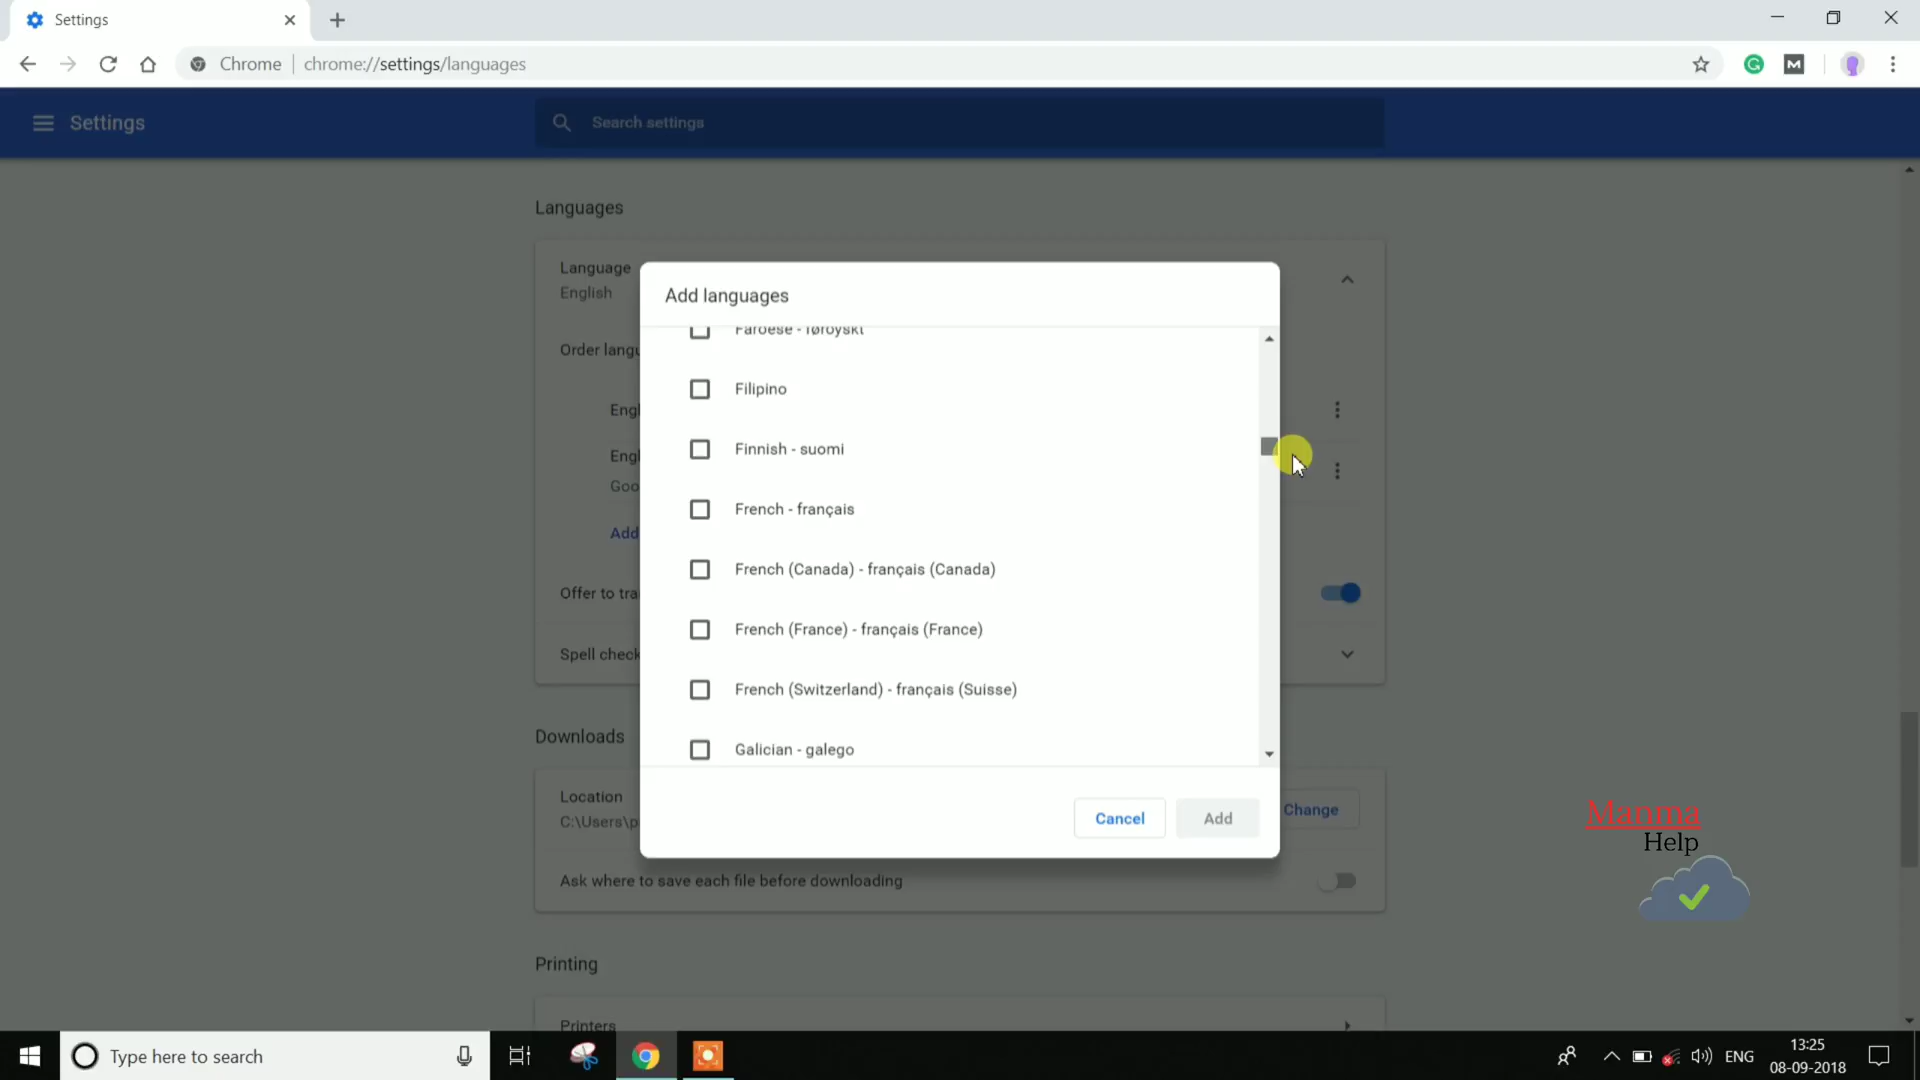 Settings
Chrome
chrome://settings/languages
Settings
Search settings
Languages
Language
English
Order langu
Engl
Engl
Goo
Add
Offer to tra
Spell check
Add languages
Faroese - føroyskt
Filipino
Finnish - suomi
French - français
French (Canada) - français (Canada)
French (France) - français (France)
French (Switzerland) - français (Suisse)
Galician - galego
Cancel
Add
Downloads
Location
C:\Users\p
Change
Ask where to save each file before downloading
Printing
Printers
Manma
Help
Type here to search
ENG
13:25
08-09-2018